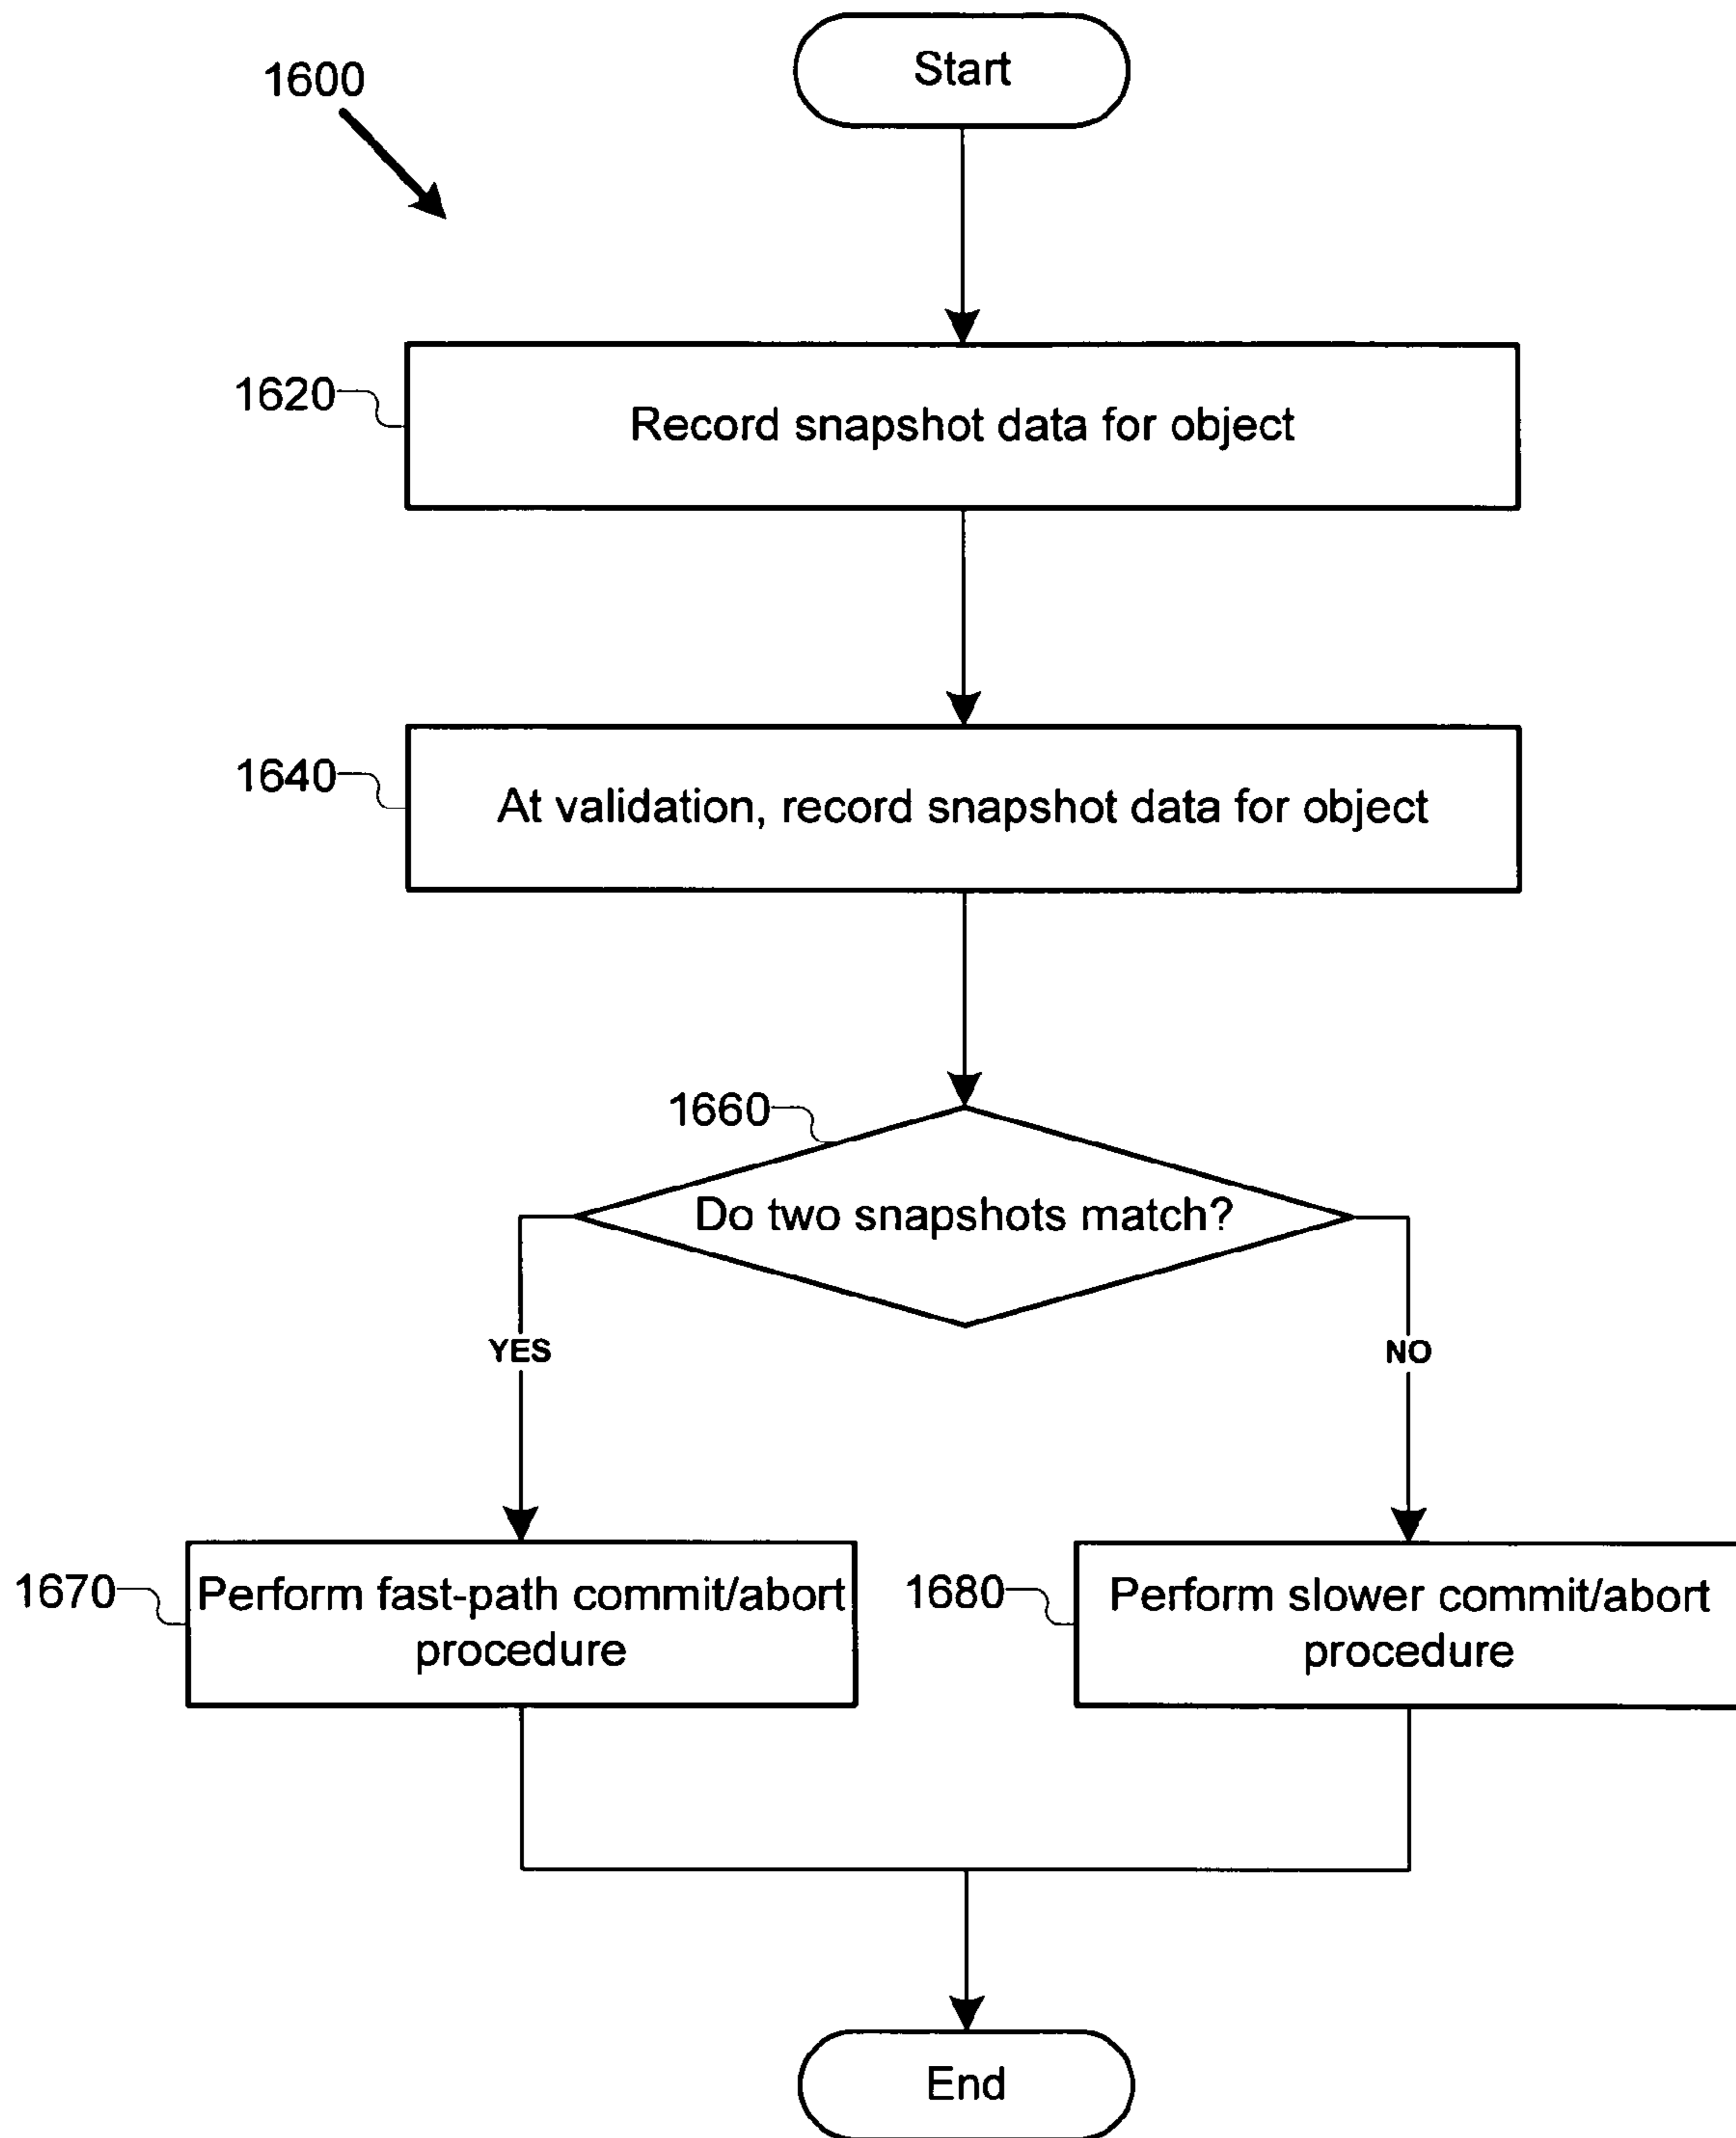 Start
1600
1620
Record snapshot data for object
1640
At validation, record snapshot data for object
1660
Do two snapshots match?
YES
NO
1670
Perform fast-path commit/abort
procedure
1680
Perform slower commit/abort
procedure
End